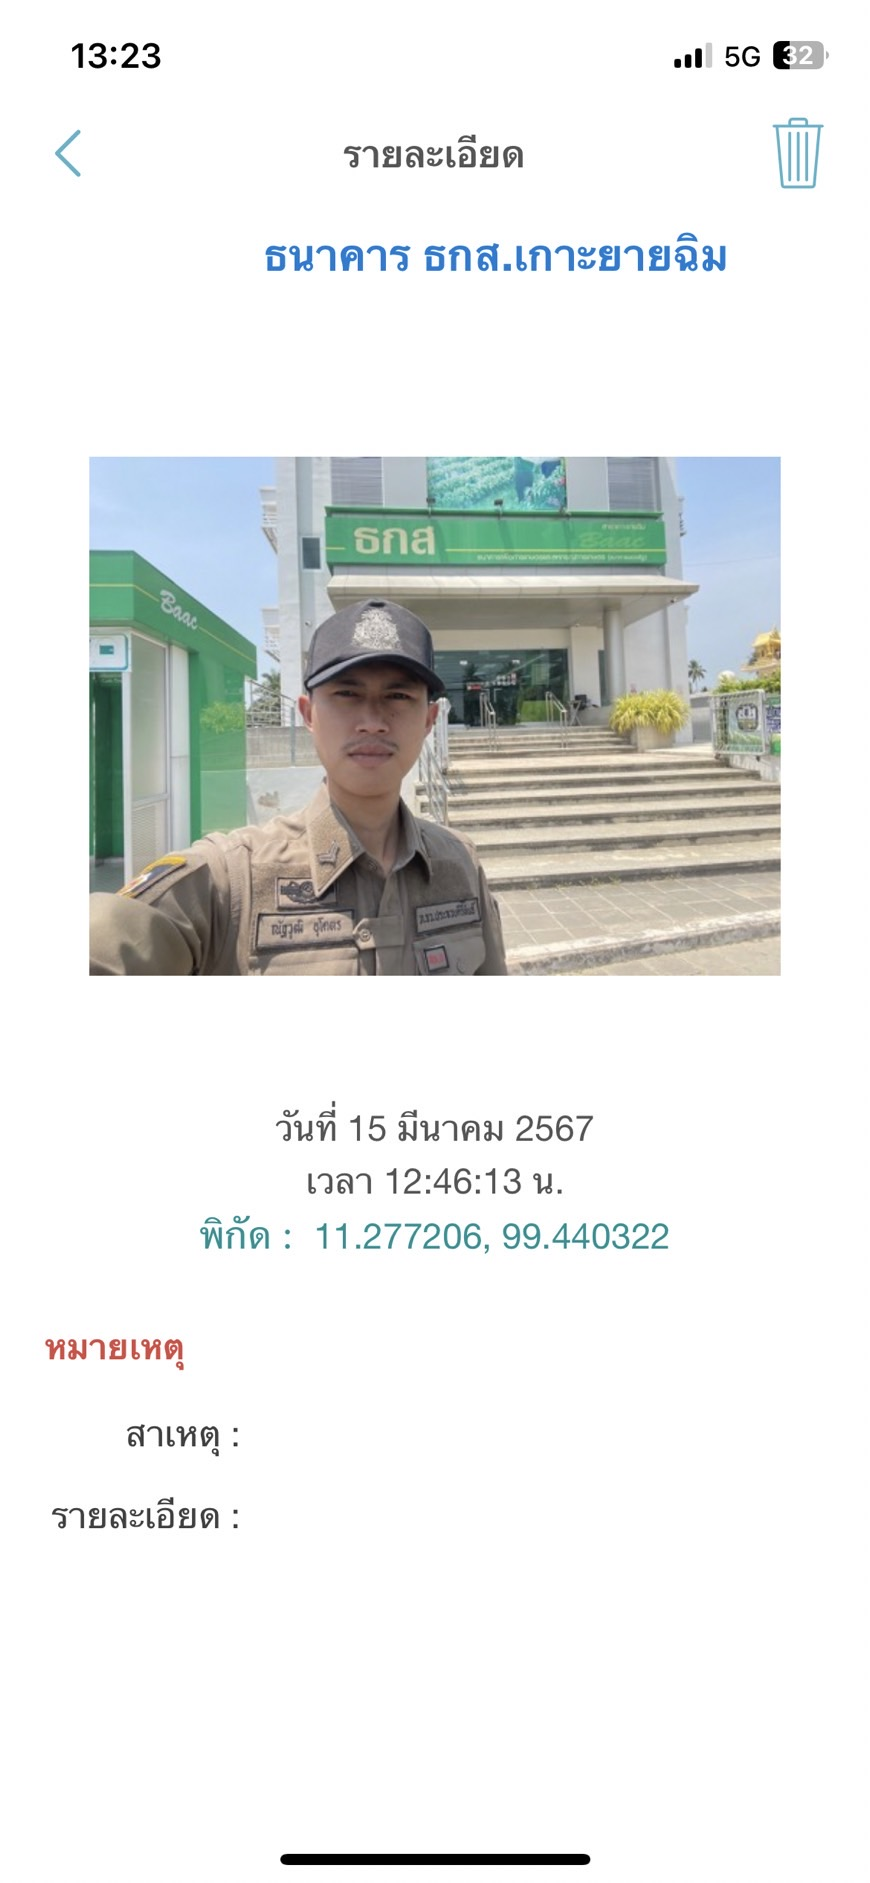 13:23
5G 32
รายละเอียด
ธนาคาร ธกส.เกาะยายฉิม
ธกส
Baac
Baac
ณัฐวุฒิ
วันที่ 15 มีนาคม 2567
เวลา 12:46:13 น.
พิกัด : 11.277206, 99.440322
หมายเหตุ
สาเหตุ :
รายละเอียด :